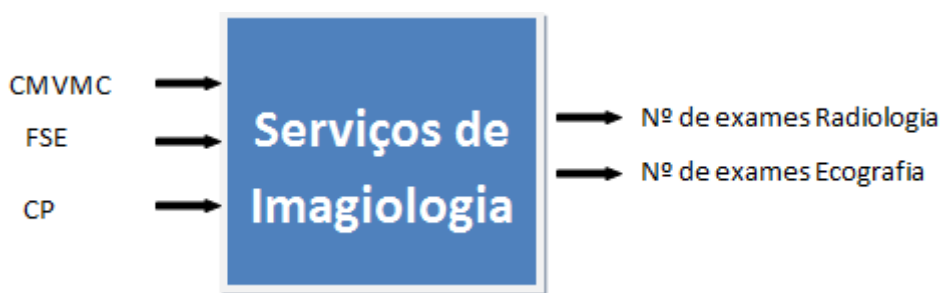 CMVMC
FSE
CP
Serviços de
Imagiologia
Nº de exames Radiologia
Nº de exames Ecografia